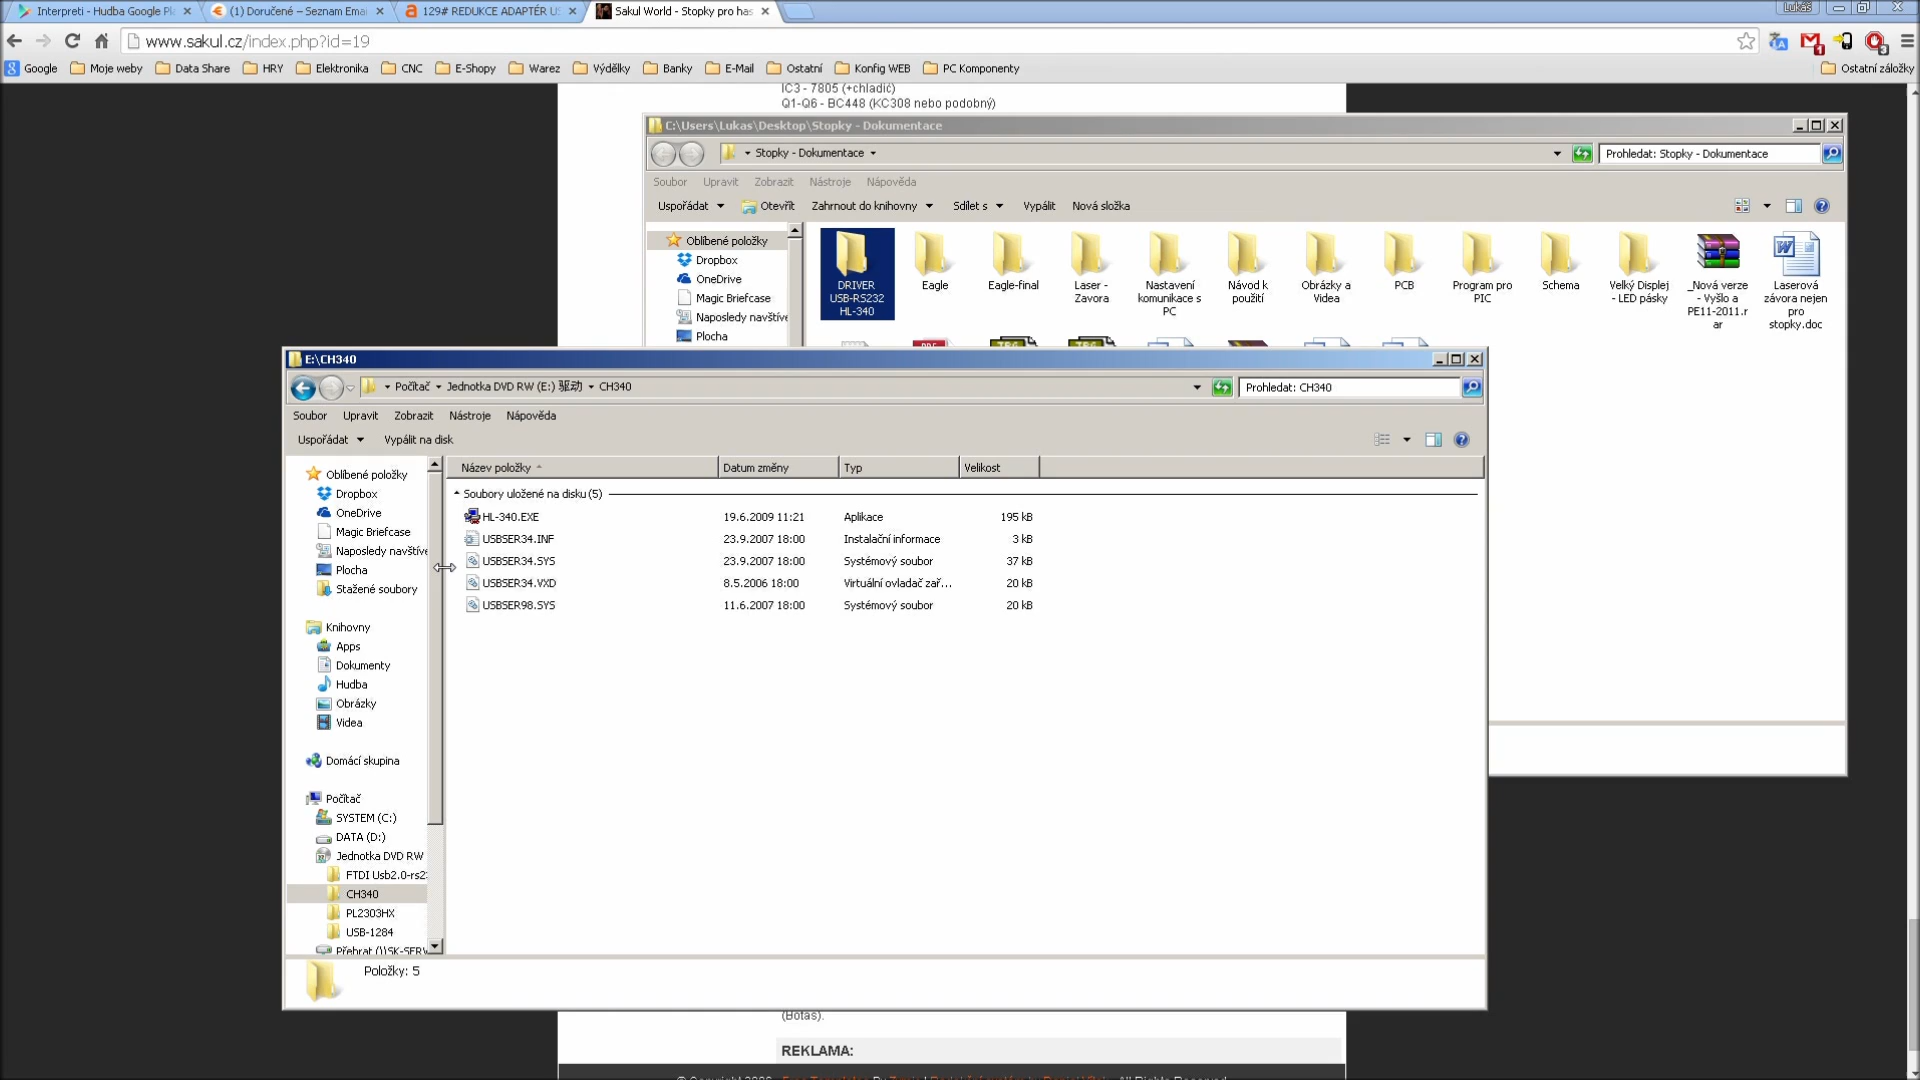 Interpreti - Hudba Google Pl
(1) Doručené – Seznam Emai
129# REDUKCE ADAPTÉR U
Sakul World - Stopky pro has
Lukáš
www.sakul.cz/index.php?id=19
Google
Moje weby
Data Share
HRY
Elektronika
CNC
E-Shopy
Warez
Výdělky
Banky
E-Mail
Ostatní
Konfig WEB
PC Komponenty
Ostatní záložky
IC3 - 7805 (+chladič)
Q1-Q6 - BC448 (KC308 nebo podobný)
C:\Users\Lukas\Desktop\Stopky - Dokumentace
Stopky - Dokumentace
Prohledat: Stopky - Dokumentace
Soubor Upravit Zobrazit Nástroje Nápověda
Uspořádat Otevřít Zahrnout do knihovny Sdílet s Vypálit Nová složka
Oblíbené položky
Dropbox
OneDrive
Magic Briefcase
Naposledy navštíve
Plocha
DRIVER
USB-RS232
HL-340
Eagle
Eagle-final
Laser -
Zavora
Nastavení
komunikace s
PC
Návod k
použití
Obrázky a
Videa
PCB
Program pro
PIC
Schema
Velký Displej
- LED pásky
_Nová verze
- Vyšlo a
PE11-2011.r
ar
Laserová
závora nejen
pro
stopky.doc
E:\CH340
Počítač
Jednotka DVD RW (E:) 驱动
CH340
Prohledat: CH340
Soubor Upravit Zobrazit Nástroje Nápověda
Uspořádat Vypálit na disk
Oblíbené položky
Dropbox
OneDrive
Magic Briefcase
Naposledy navštíve
Plocha
Stažené soubory
Knihovny
Apps
Dokumenty
Hudba
Obrázky
Videa
Domácí skupina
Počítač
SYSTEM (C:)
DATA (D:)
Jednotka DVD RW
FTDI Usb2.0-rs2
CH340
PL2303HX
USB-1284
Přebrat (\\SK-SERV
Název položky Datum změny Typ Velikost
Soubory uložené na disku (5)
HL-340.EXE 19.6.2009 11:21 Aplikace 195 kB
USBSER34.INF 23.9.2007 18:00 Instalační informace 3 kB
USBSER34.SYS 23.9.2007 18:00 Systémový soubor 37 kB
USBSER34.VXD 8.5.2006 18:00 Virtuální ovladač zař... 20 kB
USBSER98.SYS 11.6.2007 18:00 Systémový soubor 20 kB
Položky: 5
(Botas).
REKLAMA: